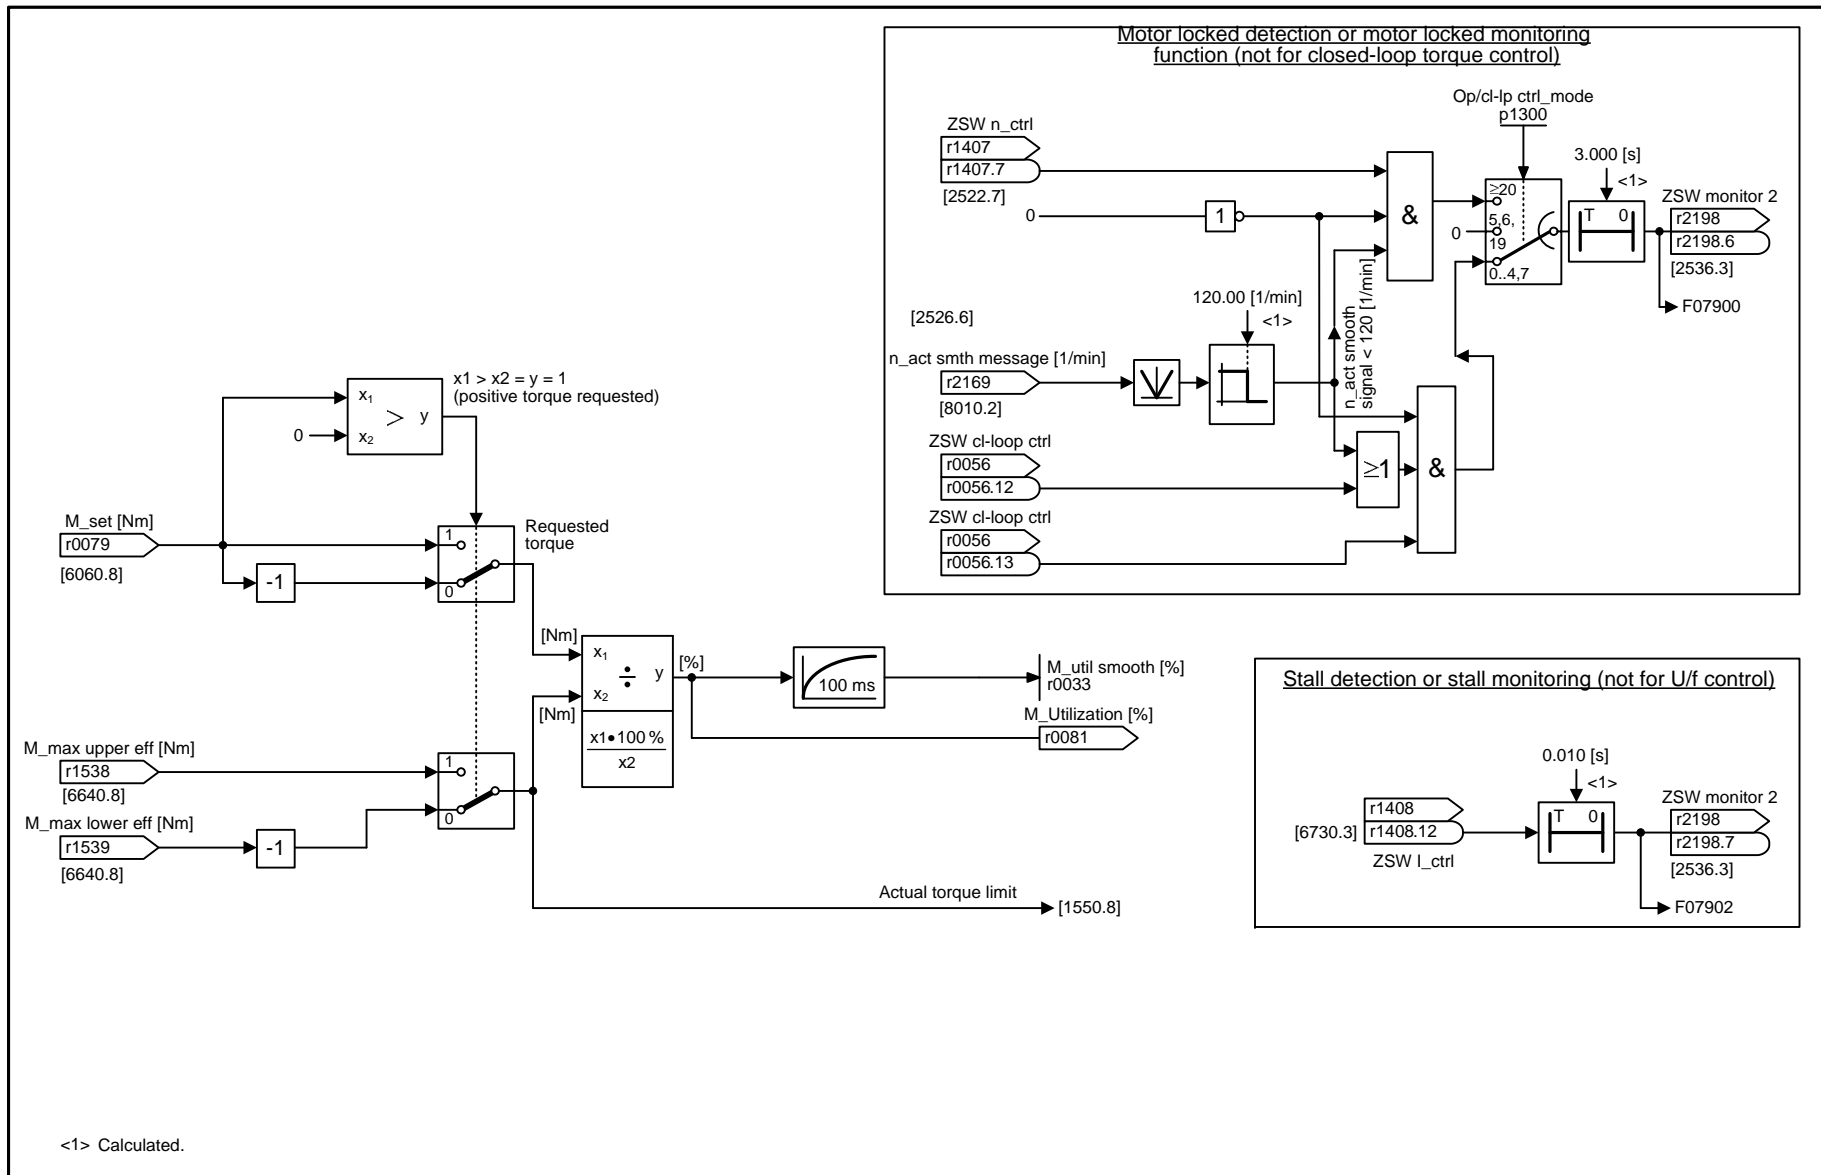 Motor locked detection or motor locked monitoring
function (not for closed-loop torque control)
Op/cl-lp ctrl_mode
p1300
ZSW n_ctrl
r1407
r1407.7
[2522.7]
0
1
&
≥20
5,6,
19
0..4,7
0
3.000 [s]
<1>
T 0
ZSW monitor 2
r2198
r2198.6
[2536.3]
F07900
[2526.6]
120.00 [1/min]
<1>
n_act smooth
signal < 120 [1/min]
n_act smth message [1/min]
r2169
[8010.2]
ZSW cl-loop ctrl
r0056
r0056.12
≥1
&
ZSW cl-loop ctrl
r0056
r0056.13
x1 > x2 = y = 1
(positive torque requested)
x1
> y
0
x2
M_set [Nm]
r0079
[6060.8]
-1
1
0
Requested
torque
[Nm]
x1
÷ y
x2
[Nm]
x1•100 %
x2
[%]
100 ms
M_util smooth [%]
r0033
M_Utilization [%]
r0081
M_max upper eff [Nm]
r1538
[6640.8]
M_max lower eff [Nm]
r1539
[6640.8]
-1
1
0
Actual torque limit
[1550.8]
Stall detection or stall monitoring (not for U/f control)
0.010 [s]
<1>
r1408
[6730.3]
r1408.12
ZSW I_ctrl
T 0
ZSW monitor 2
r2198
r2198.7
[2536.3]
F07902
<1> Calculated.